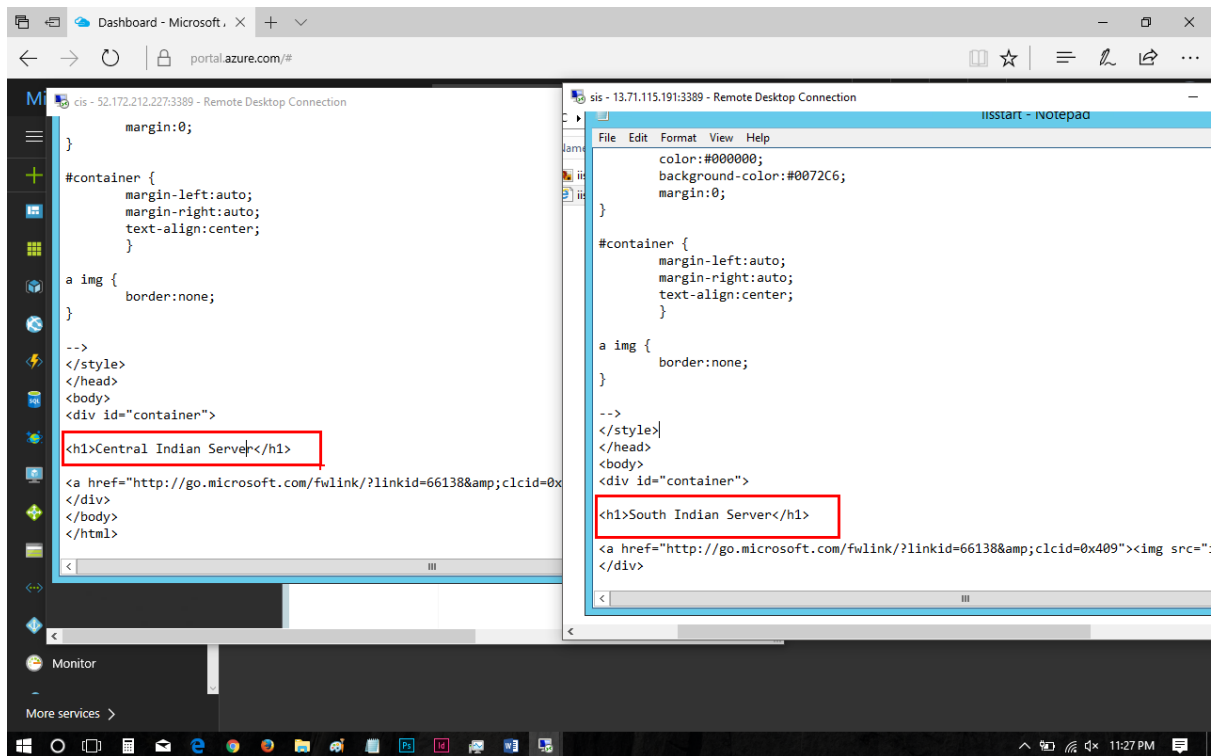 Dashboard - Microsoft
portal.azure.com/#
Mi
cis - 52.172.212.227:3389 - Remote Desktop Connection
margin:0;
}
#container {
margin-left:auto;
margin-right:auto;
text-align:center;
}
a img {
border:none;
}
-->
</style>
</head>
<body>
<div id="container">
<h1>Central Indian Server</h1>
<a href="http://go.microsoft.com/fwlink/?linkid=66138&amp;clcid=0x
</div>
</body>
</html>
sis - 13.71.115.191:3389 - Remote Desktop Connection
iisstart - Notepad
File Edit Format View Help
color:#000000;
background-color:#0072C6;
margin:0;
}
#container {
margin-left:auto;
margin-right:auto;
text-align:center;
}
a img {
border:none;
}
-->
</style>
</head>
<body>
<div id="container">
<h1>South Indian Server</h1>
<a href="http://go.microsoft.com/fwlink/?linkid=66138&amp;clcid=0x409"><img src="
</div>
Monitor
More services >
11:27 PM